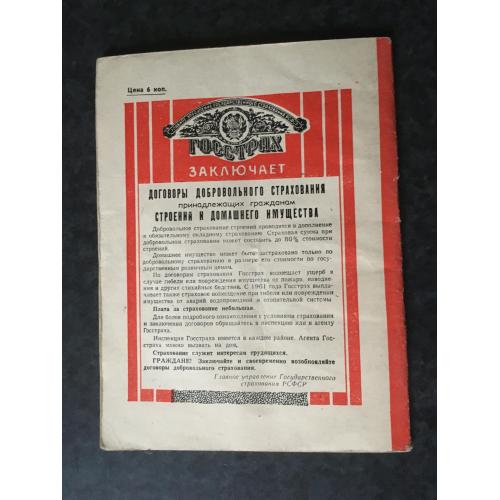 Цена 6 коп.
ГОССТРАХ
ЗАКЛЮЧАЕТ
ДОГОВОРЫ ДОБРОВОЛЬНОГО СТРАХОВАНИЯ
принадлежащих гражданам
СТРОЕНИЙ И ДОМАШНЕГО ИМУЩЕСТВА
Добровольное страхование строений проводится в дополнение
к обязательному окладному страхованию. Страховая сумма при
добровольном страховании может составить до 80% стоимости
строений.
Домашнее имущество может быть застраховано только по
добровольному страхованию в размере его стоимости по госу-
дарственным розничным ценам.
По договорам страхования Госстрах возмещает ущерб в
случае гибели или повреждения имущества от пожара, наводне-
ния и других стихийных бедствий. С 1961 года Госстрах выпла-
чивает также страховое возмещение при гибели или повреждении
имущества от аварий водопроводной и отопительной системы
Плата за страхование небольшая.
Для более подробного ознакомления с условиями страхования
и заключения договоров обращайтесь в инспекцию или к агенту
Госстраха.
Инспекция Госстраха имеется в каждом районе. Агента Гос-
страха можно вызвать на дом.
Страхование служит интересам трудящихся.
ГРАЖДАНЕ! Заключайте и своевременно возобновляйте
договоры добровольного страхования.
Главное управление Государственного
страхования РСФСР